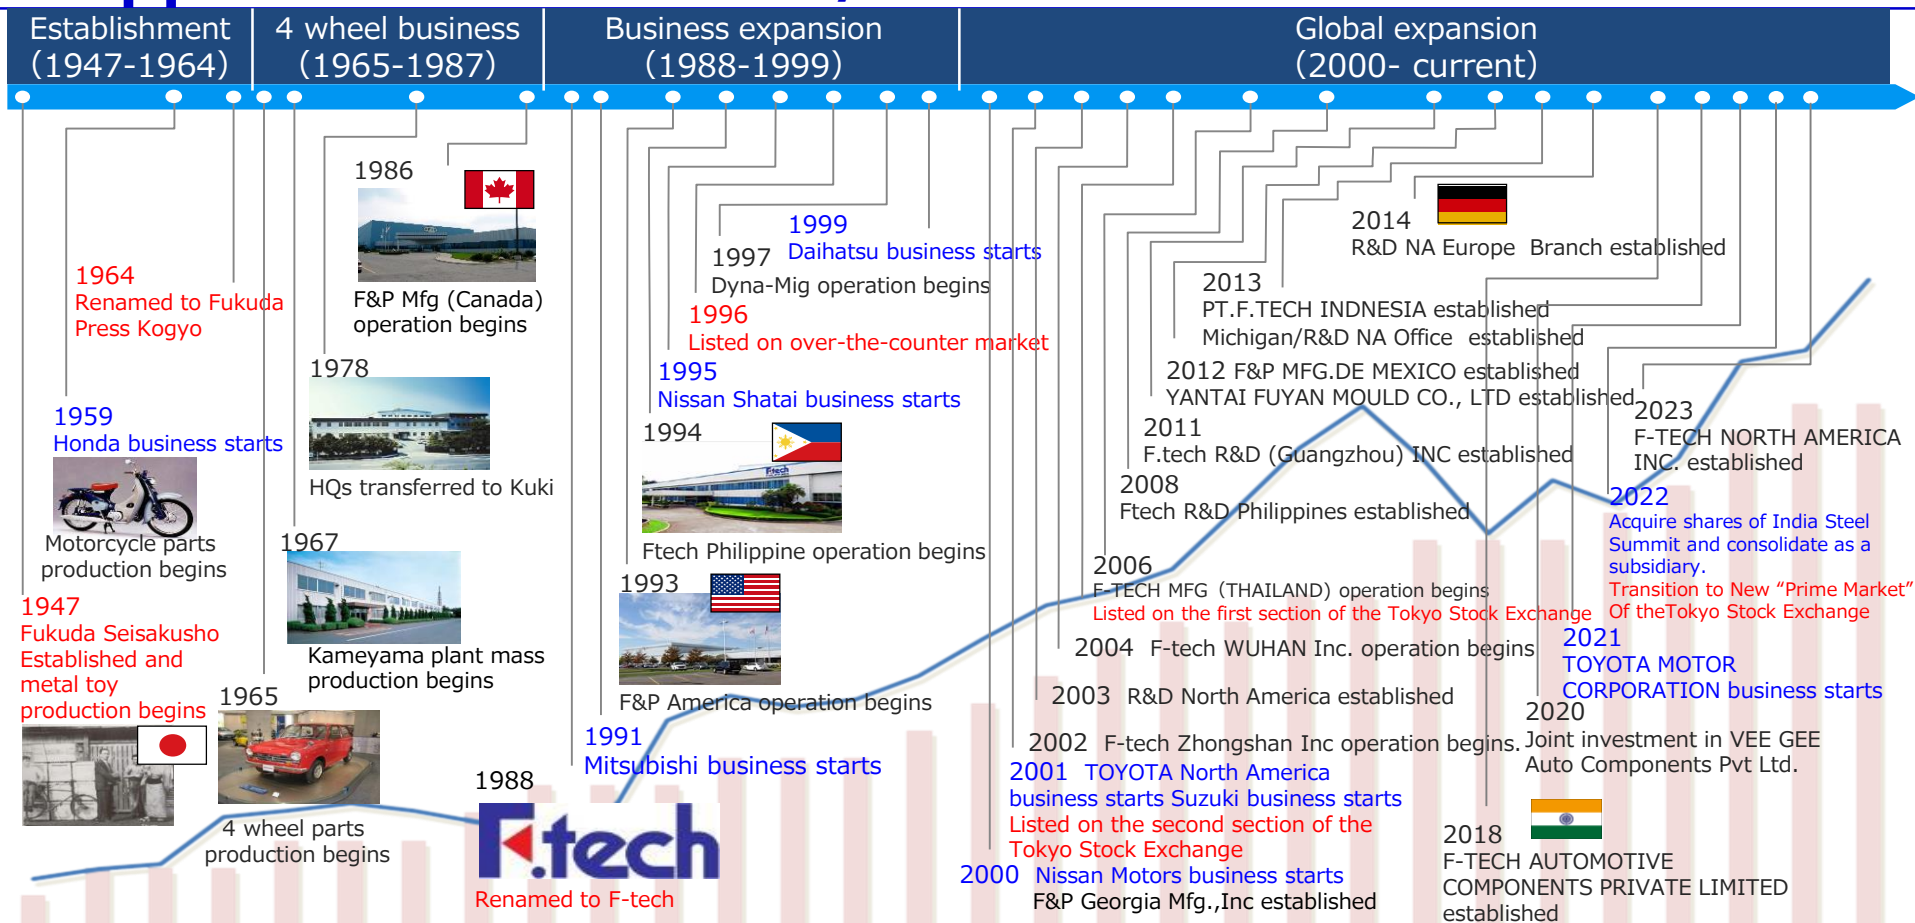 Establishment
(1947-1964)
4 wheel business
(1965-1987)
Business expansion
(1988-1999)
Global expansion
(2000- current)
1986
F&P Mfg (Canada)
operation begins
1964
Renamed to Fukuda
Press Kogyo
1978
HQs transferred to Kuki
1959
Honda business starts
Motorcycle parts
production begins
1967
Kameyama plant mass
production begins
1947
Fukuda Seisakusho
Established and
metal toy
production begins
1965
4 wheel parts
production begins
1988
F.tech
Renamed to F-tech
1999
Daihatsu business starts
1997
Dyna-Mig operation begins
1996
Listed on over-the-counter market
1995
Nissan Shatai business starts
1994
F.tech
Ftech Philippine operation begins
1993
F&P America operation begins
1991
Mitsubishi business starts
2014
R&D NA Europe Branch established
2013
PT.F.TECH INDNESIA established
Michigan/R&D NA Office established
2012 F&P MFG.DE MEXICO established
YANTAI FUYAN MOULD CO., LTD established
2011
F.tech R&D (Guangzhou) INC established
2008
Ftech R&D Philippines established
2006
F-TECH MFG (THAILAND) operation begins
Listed on the first section of the Tokyo Stock Exchange
2004 F-tech WUHAN Inc. operation begins
2003 R&D North America established
2002 F-tech Zhongshan Inc operation begins.
2001 TOYOTA North America
business starts Suzuki business starts
Listed on the second section of the
Tokyo Stock Exchange
2000 Nissan Motors business starts
F&P Georgia Mfg.,Inc established
2023
F-TECH NORTH AMERICA
INC. established
2022
Acquire shares of India Steel
Summit and consolidate as a
subsidiary.
Transition to New “Prime Market”
Of theTokyo Stock Exchange
2021
TOYOTA MOTOR
CORPORATION business starts
2020
Joint investment in VEE GEE
Auto Components Pvt Ltd.
2018
F-TECH AUTOMOTIVE
COMPONENTS PRIVATE LIMITED
established